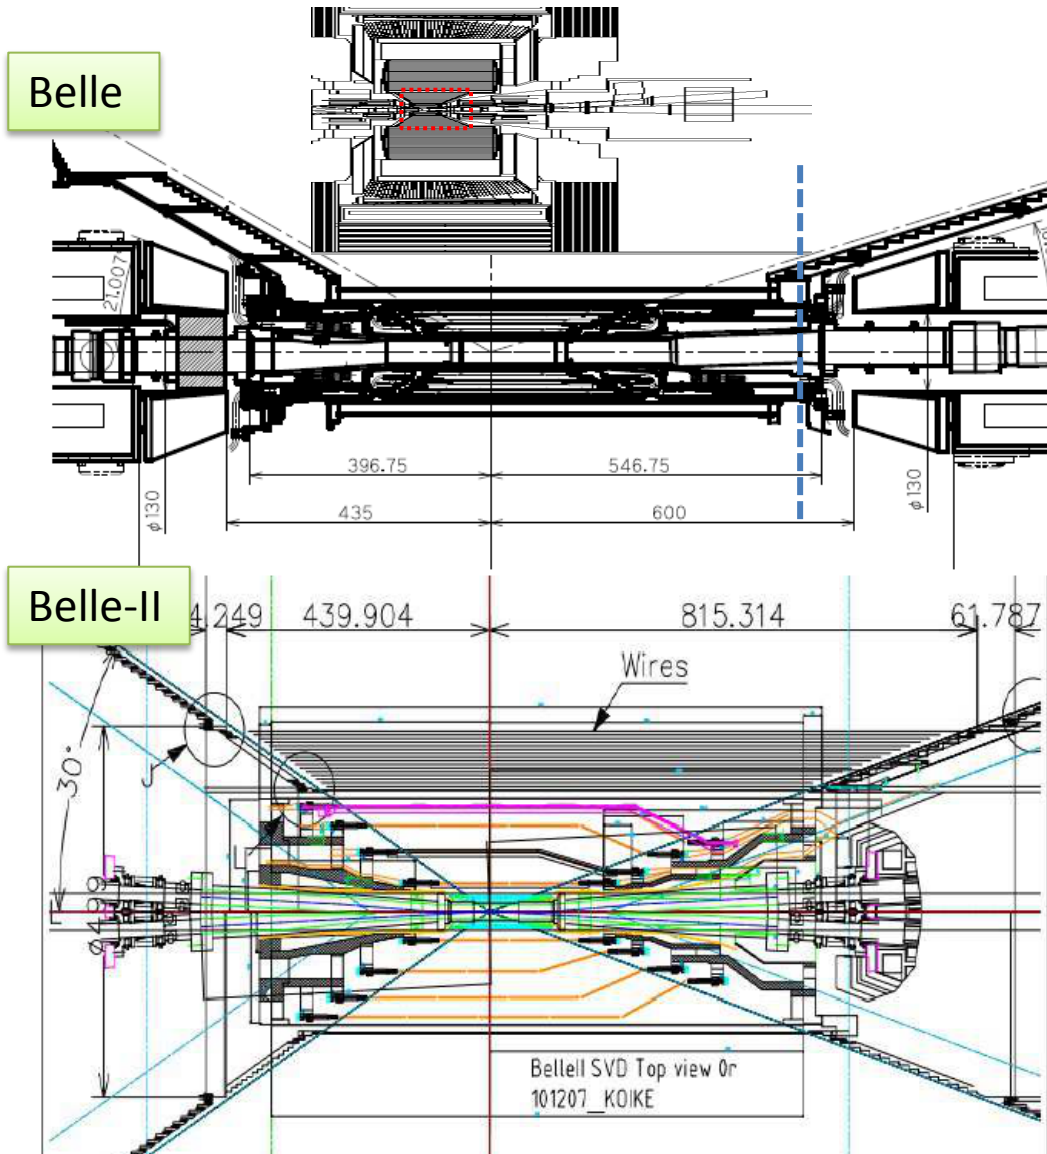 Belle
21.007
396.75
546.75
435
600
φ130
φ130
Belle-II
4.249
439.904
815.314
61.787
Wires
30°
J
BelleII SVD Top view 0r
101207_KOIKE